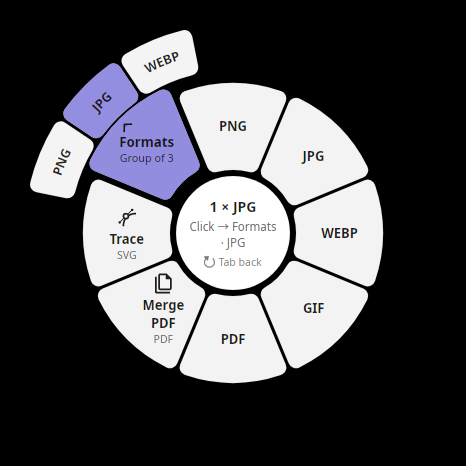 WEBP
JPG
PNG
Formats
Group of 3
PNG
JPG
WEBP
GIF
PDF
Merge
PDF
PDF
Trace
SVG
1 × JPG
Click → Formats
· JPG
Tab back